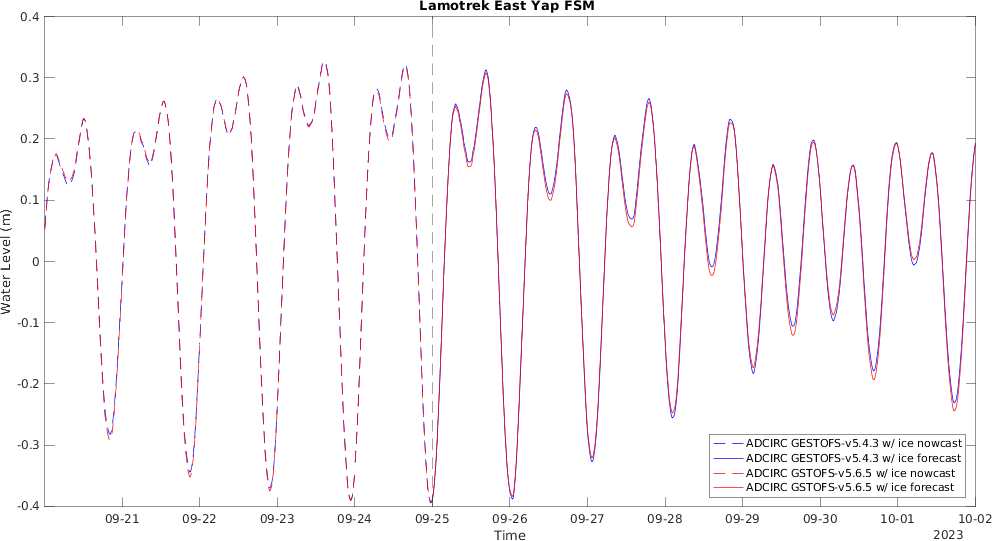 Lamotrek East Yap FSM
0.4
0.3
0.2
0.1
0
-0.1
-0.2
-0.3
-0.4
Water Level (m)
ADCIRC GESTOFS-v5.4.3 w/ ice nowcast
ADCIRC GESTOFS-v5.4.3 w/ ice forecast
ADCIRC GSTOFS-v5.6.5 w/ ice nowcast
ADCIRC GSTOFS-v5.6.5 w/ ice forecast
09-21 09-22 09-23 09-24 09-25 09-26 09-27 09-28 09-29 09-30 10-01 10-02
Time
2023